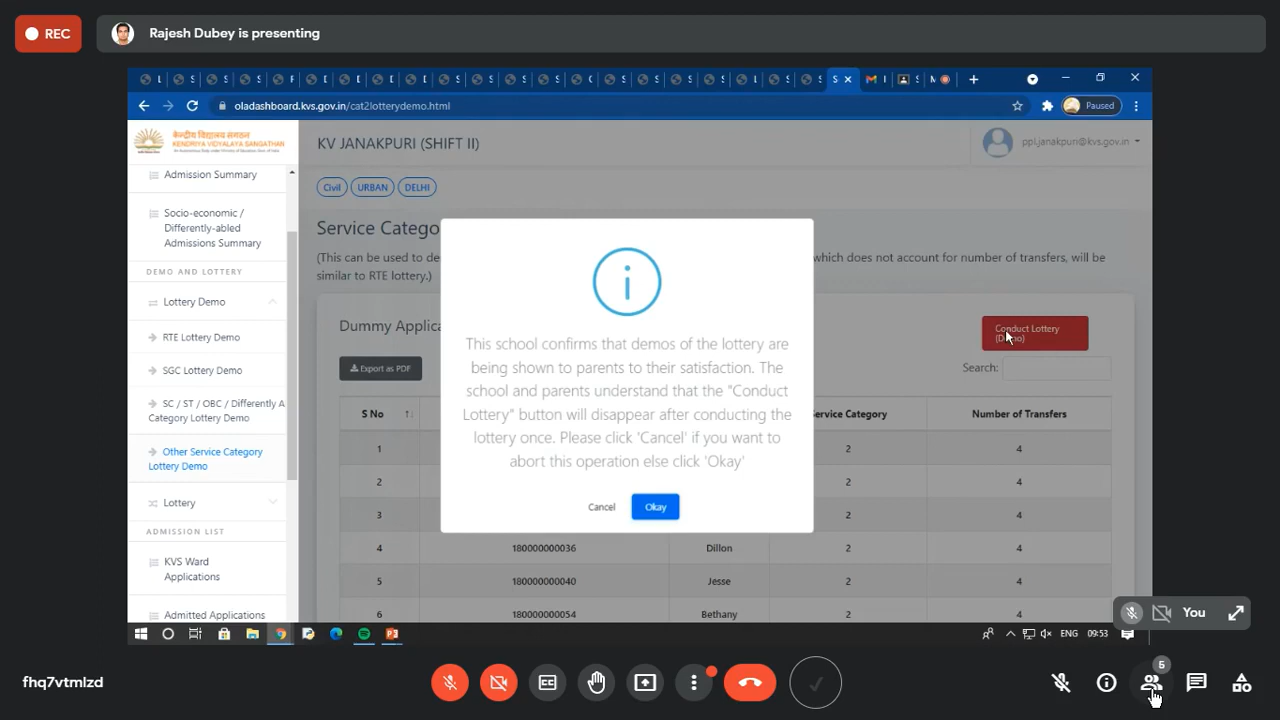 REC
Rajesh Dubey is presenting
Paused
oladashboard.kvs.gov.in/cat2lotterydemo.html
केन्द्रीय विद्यालय संगठन
KENDRIYA VIDYALAYA SANGATHAN
KV JANAKPURI (SHIFT II)
ppl.janakpuri@kvs.gov.in
Admission Summary
Socio-economic /
Differently-abled
Admissions Summary
DEMO AND LOTTERY
Lottery Demo
RTE Lottery Demo
SGC Lottery Demo
SC / ST / OBC / Differently A
Category Lottery Demo
Other Service Category
Lottery Demo
Lottery
ADMISSION LIST
KVS Ward
Applications
Admitted Applications
Civil URBAN DELHI
Service Catego
(This can be used to de which does not account for number of transfers, will be
similar to RTE lottery.)
Dummy Applica
Conduct Lottery
(Demo)
Export as PDF
Search:
S No ervice Category Number of Transfers
1 2 4
2 2 4
3 2 4
4 180000000036 Dillon 2 4
5 180000000040 Jesse 2 4
6 180000000054 Bethany 2 4
This school confirms that demos of the lottery are
being shown to parents to their satisfaction. The
school and parents understand that the "Conduct
Lottery" button will disappear after conducting the
lottery once. Please click 'Cancel' if you want to
abort this operation else click 'Okay'
Cancel Okay
You
ENG 09:53
fhq7vtmlzd
5